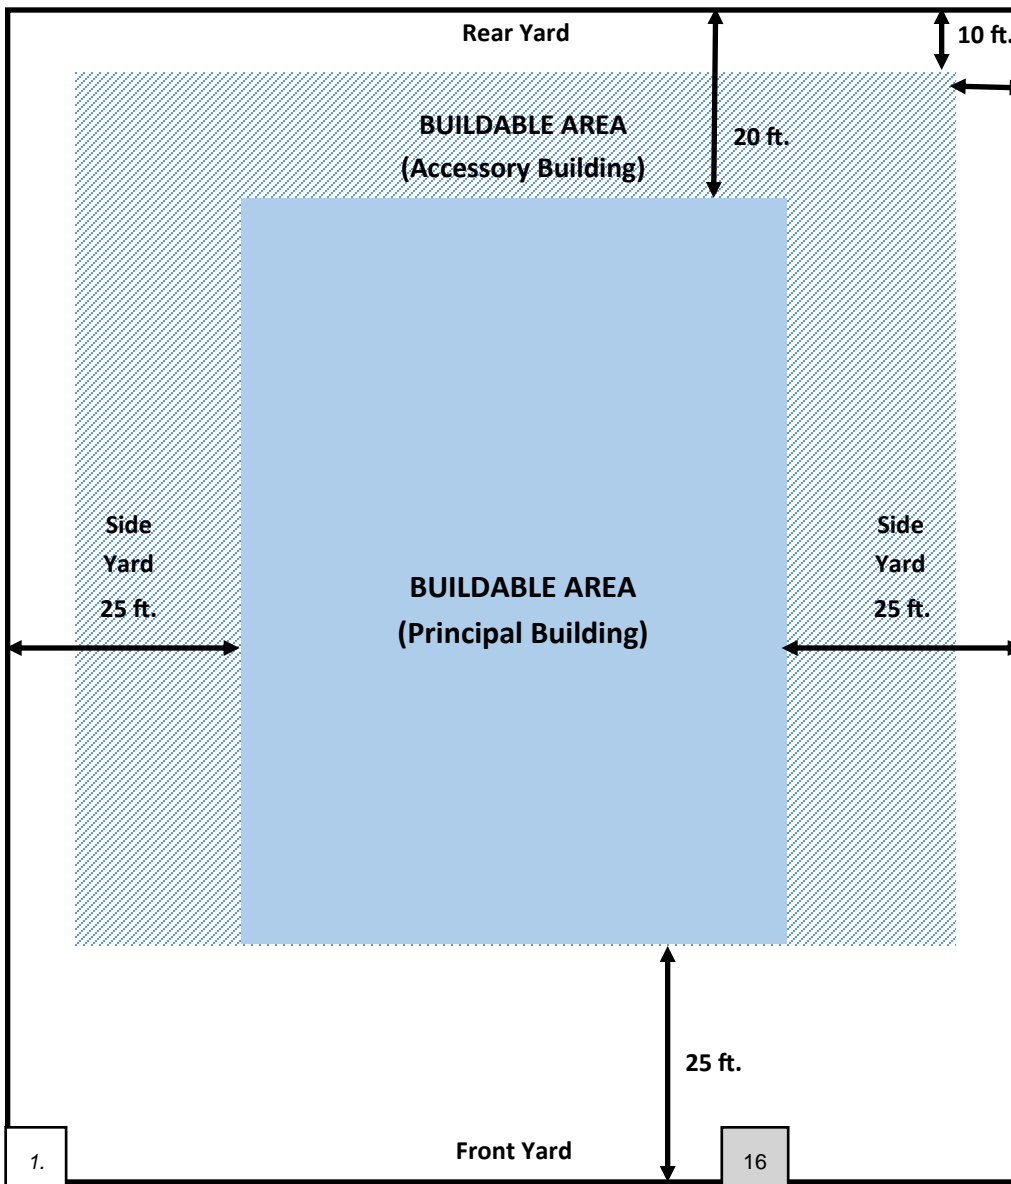 Rear Yard
10 ft.
BUILDABLE AREA
(Accessory Building)
20 ft.
Side
Yard
25 ft.
BUILDABLE AREA
(Principal Building)
Side
Yard
25 ft.
25 ft.
Front Yard
1.
16